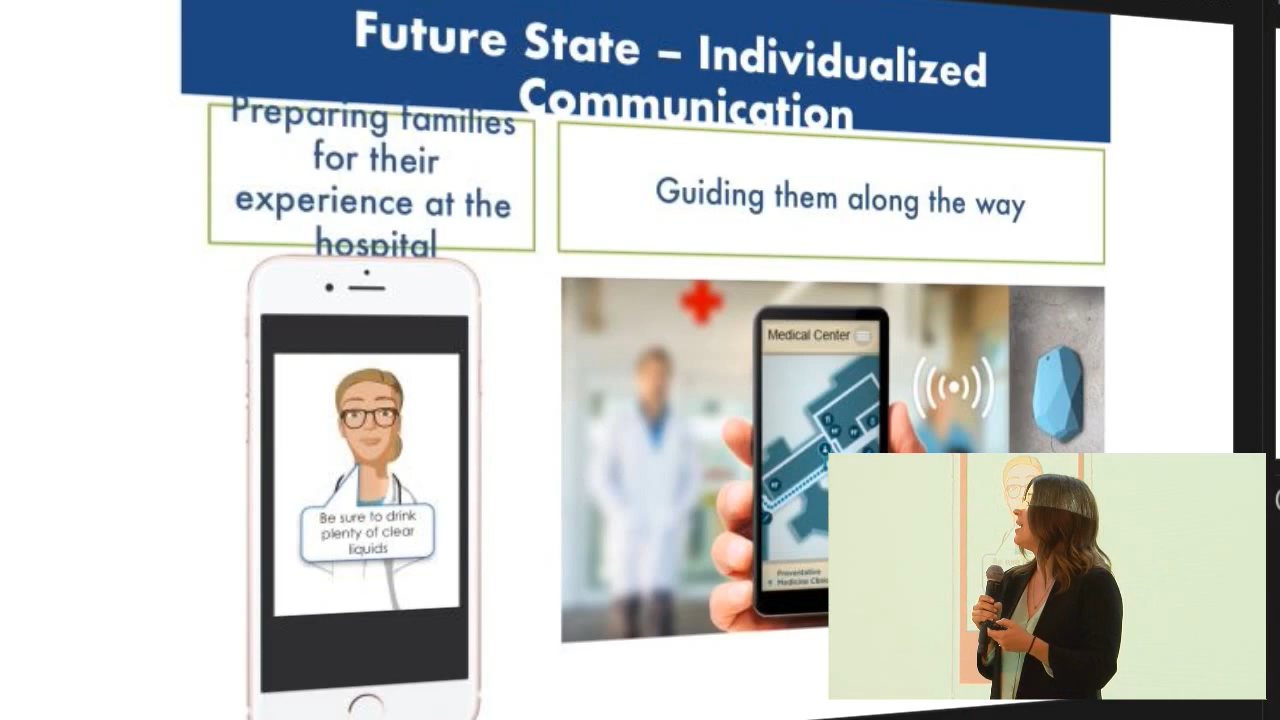 Future State – Individualized
Communication
Preparing families
for their
experience at the
hospital
Guiding them along the way
Medical Center
Be sure to drink
plenty of clear
liquids
Preventative
Medicine Clinic